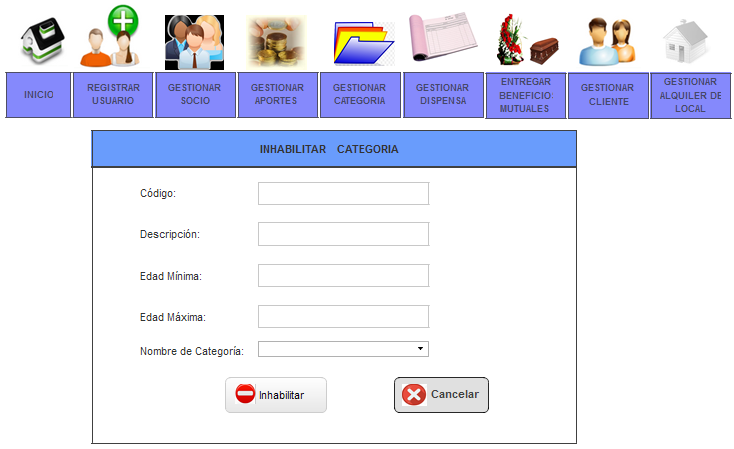 INICIO
REGISTRAR
USUARIO
GESTIONAR
SOCIO
GESTIONAR
APORTES
GESTIONAR
CATEGORIA
GESTIONAR
DISPENSA
ENTREGAR
BENEFICIO:
MUTUALES
GESTIONAR
CLIENTE
GESTIONAR
ALQUILER DE
LOCAL
INHABILITAR CATEGORIA
Código:
Descripción:
Edad Mínima:
Edad Máxima:
Nombre de Categoría:
Inhabilitar
Cancelar